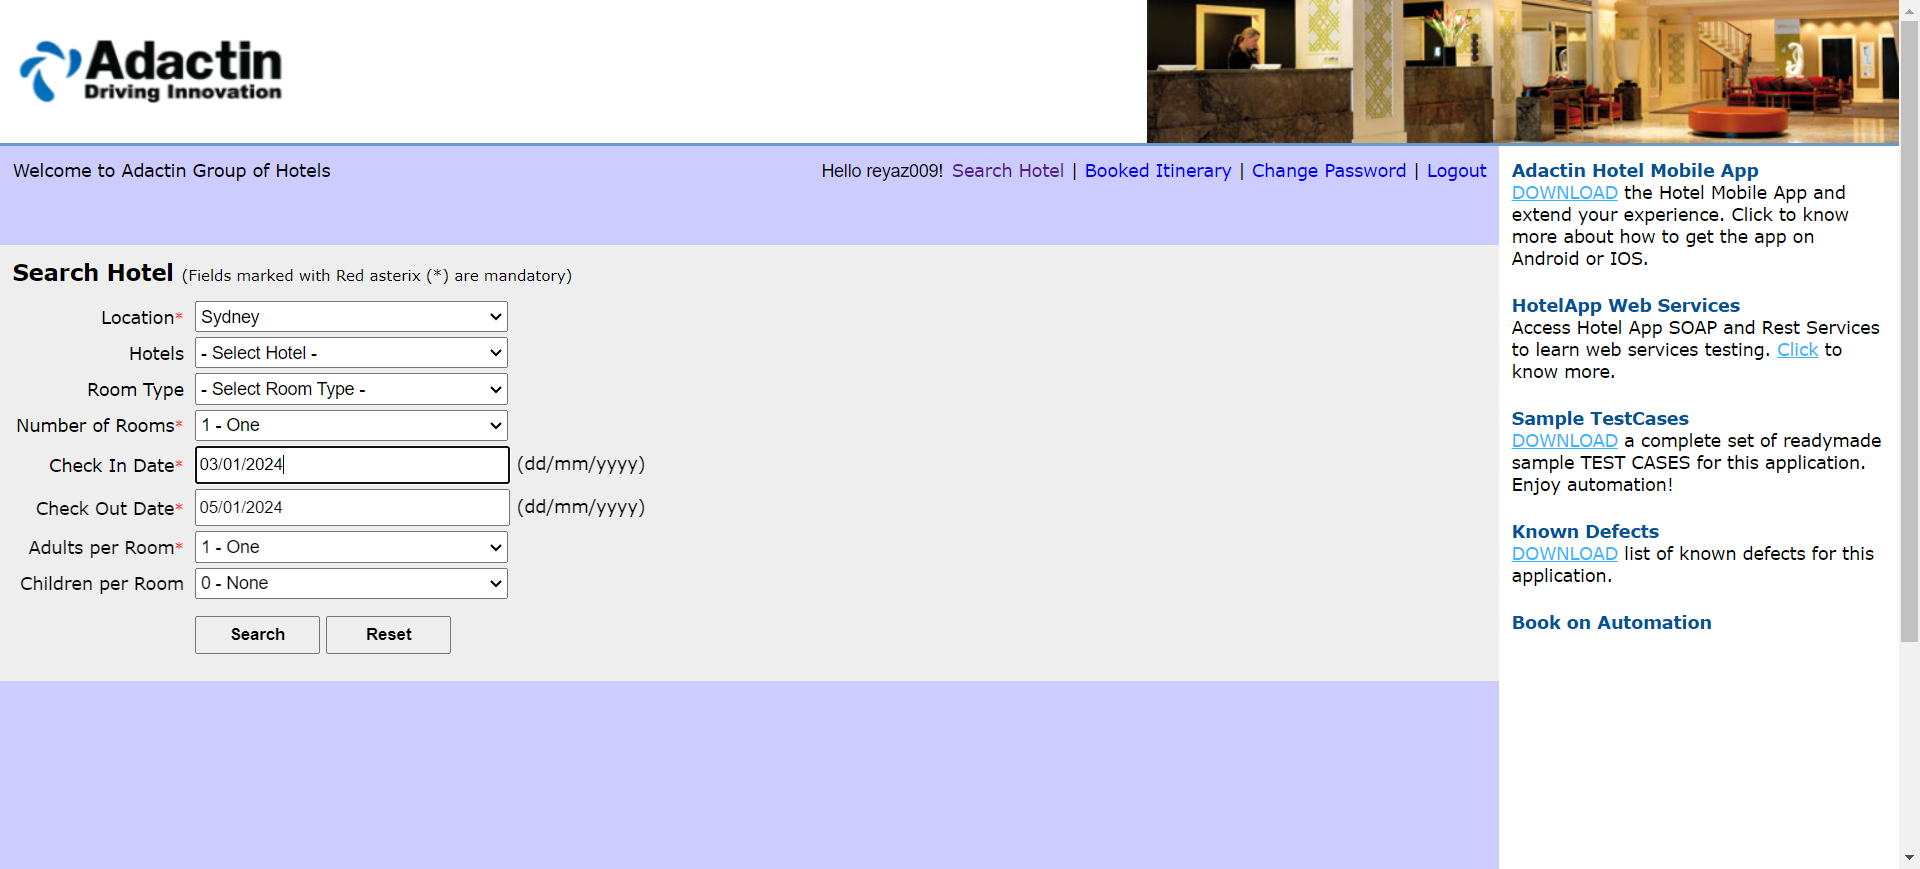 Adactin
Driving Innovation
Welcome to Adactin Group of Hotels
Hello reyaz009! Search Hotel | Booked Itinerary | Change Password | Logout
Search Hotel (Fields marked with Red asterix (*) are mandatory)
Location* Sydney
Hotels - Select Hotel -
Room Type - Select Room Type -
Number of Rooms* 1 - One
Check In Date* 03/01/2024 (dd/mm/yyyy)
Check Out Date* 05/01/2024 (dd/mm/yyyy)
Adults per Room* 1 - One
Children per Room 0 - None
Search Reset
Adactin Hotel Mobile App
DOWNLOAD the Hotel Mobile App and
extend your experience. Click to know
more about how to get the app on
Android or IOS.
HotelApp Web Services
Access Hotel App SOAP and Rest Services
to learn web services testing. Click to
know more.
Sample TestCases
DOWNLOAD a complete set of readymade
sample TEST CASES for this application.
Enjoy automation!
Known Defects
DOWNLOAD list of known defects for this
application.
Book on Automation